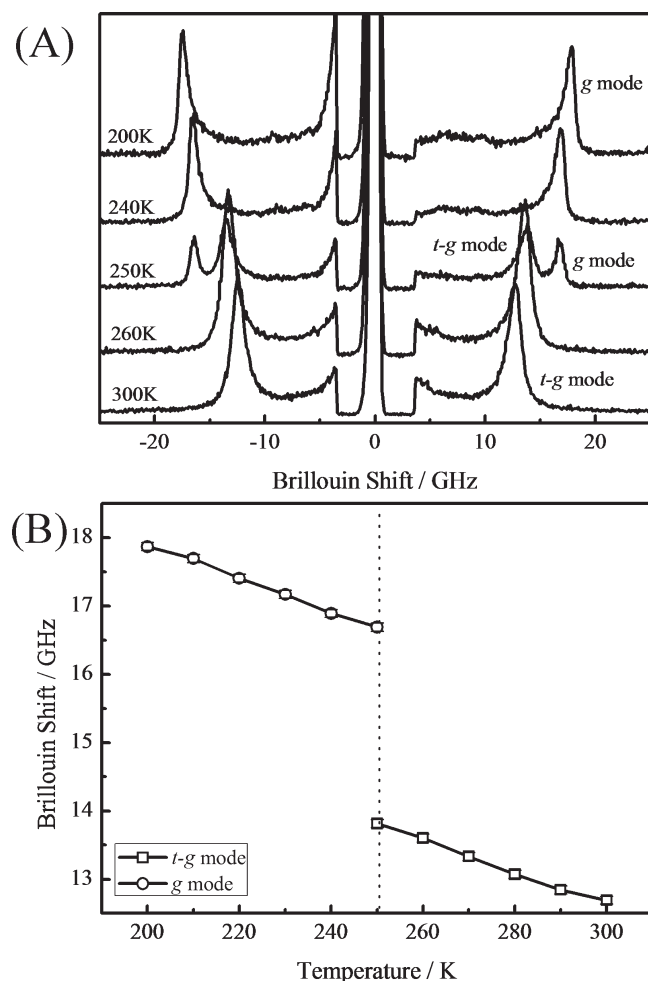 (A)
g mode
200K
240K
t-g mode
g mode
250K
260K
t-g mode
300K
-20 -10 0 10 20
Brillouin Shift / GHz
(B)
18
17
16
15
14
13
Brillouin Shift / GHz
t-g mode
g mode
200 220 240 260 280 300
Temperature / K